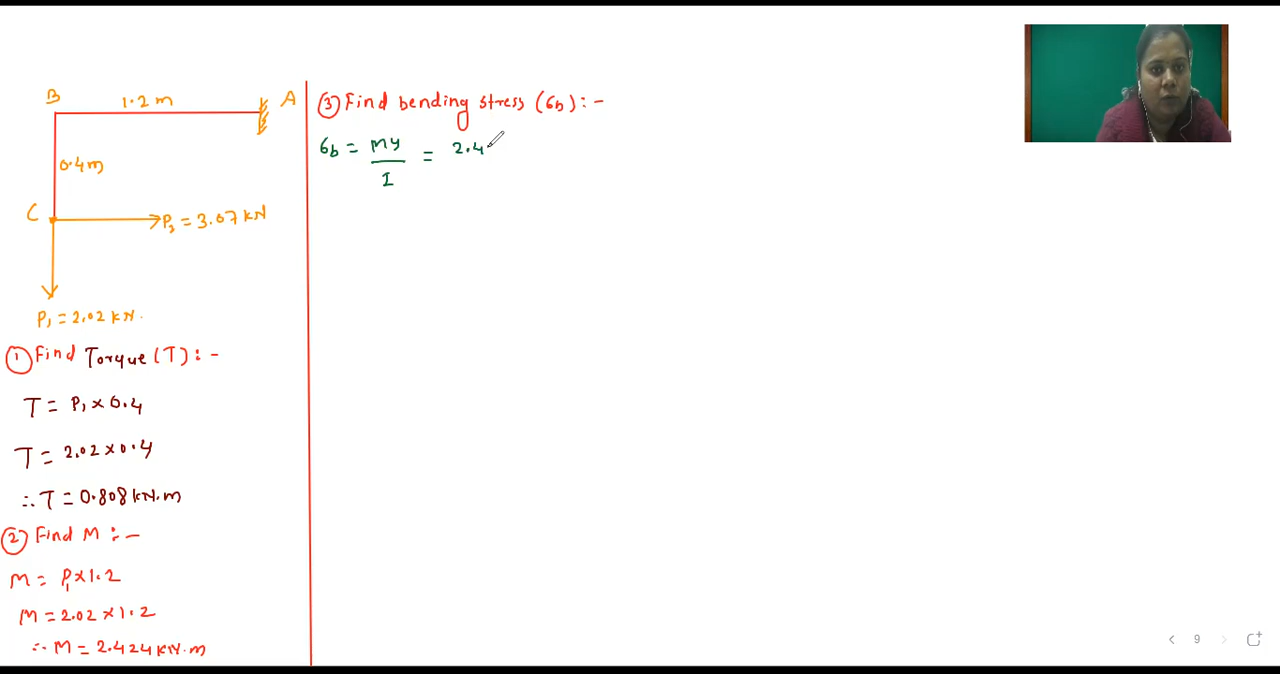 B 1.2 m A
0.4m
C P₂ = 3.07 kN
P₁ = 2.02 kN.
① Find Torque (T) : -
T = P₁ × 0.4
T = 2.02 × 0.4
∴ T = 0.808 kN.m
② Find M : -
M = P₁ × 1.2
M = 2.02 × 1.2
∴ M = 2.424 kN.m
③ Find bending stress (6b) : -
6b = My / I = 2.4
9